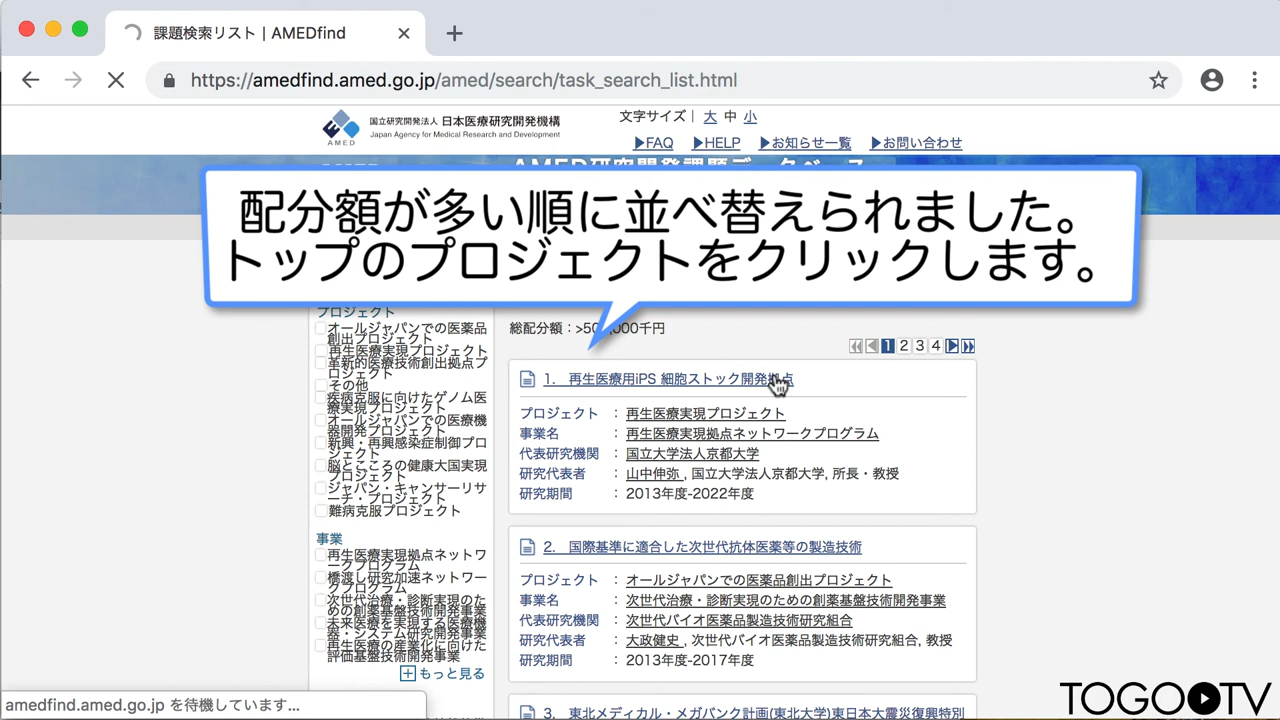 課題検索リスト | AMEDfind
https://amedfind.amed.go.jp/amed/search/task_search_list.html
AMED
国立研究開発法人 日本医療研究開発機構
Japan Agency for Medical Research and Development
文字サイズ | 大 中 小
▶FAQ ▶HELP ▶お知らせ一覧 ▶お問い合わせ
AMED研究開発課題データベース
配分額が多い順に並べ替えられました。
トップのプロジェクトをクリックします。
プロジェクト
オールジャパンでの医薬品
創出プロジェクト
再生医療実現プロジェクト
革新的医療技術創出拠点プ
ロジェクト
その他
疾病克服に向けたゲノム医
療実現プロジェクト
オールジャパンでの医療機
器開発プロジェクト
新興・再興感染症制御プロ
ジェクト
脳とこころの健康大国実現
プロジェクト
ジャパン・キャンサーリサ
ーチ・プロジェクト
難病克服プロジェクト
事業
再生医療実現拠点ネットワ
ークプログラム
橋渡し研究加速ネットワー
クプログラム
次世代治療・診断実現のた
めの創薬基盤技術開発事業
未来医療を実現する医療機
器・システム研究開発事業
再生医療の産業化に向けた
評価基盤技術開発事業
もっと見る
総配分額:>50 ,000千円
1 2 3 4
1. 再生医療用iPS 細胞ストック開発拠点
プロジェクト : 再生医療実現プロジェクト
事業名 : 再生医療実現拠点ネットワークプログラム
代表研究機関 : 国立大学法人京都大学
研究代表者 : 山中伸弥 , 国立大学法人京都大学, 所長・教授
研究期間 : 2013年度-2022年度
2. 国際基準に適合した次世代抗体医薬等の製造技術
プロジェクト : オールジャパンでの医薬品創出プロジェクト
事業名 : 次世代治療・診断実現のための創薬基盤技術開発事業
代表研究機関 : 次世代バイオ医薬品製造技術研究組合
研究代表者 : 大政健史 , 次世代バイオ医薬品製造技術研究組合, 教授
研究期間 : 2013年度-2017年度
3. 東北メディカル・メガバンク計画(東北大学)東日本大震災復興特別
amedfind.amed.go.jp を待機しています...
TOGOTV